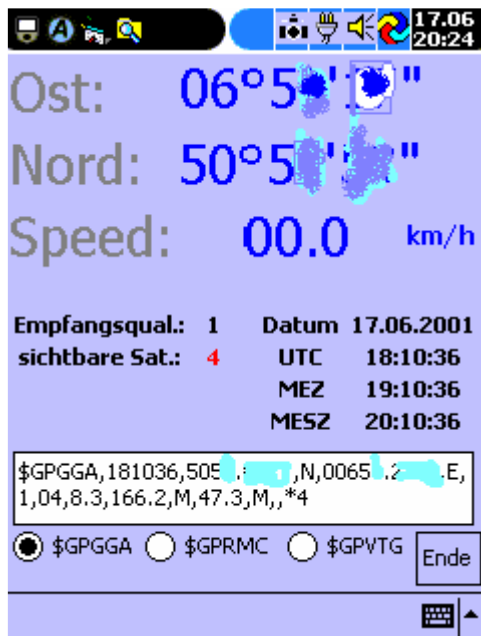 17.06
20:24
Ost: 06°5
Nord: 50°5
Speed: 00.0 km/h
Empfangsqual.: 1 Datum 17.06.2001
sichtbare Sat.: 4 UTC 18:10:36
MEZ 19:10:36
MESZ 20:10:36
$GPGGA,181036,505 ,N,0065 .2 .E,
1,04,8.3,166.2,M,47.3,M,,*4
$GPGGA $GPRMC $GPVTG Ende